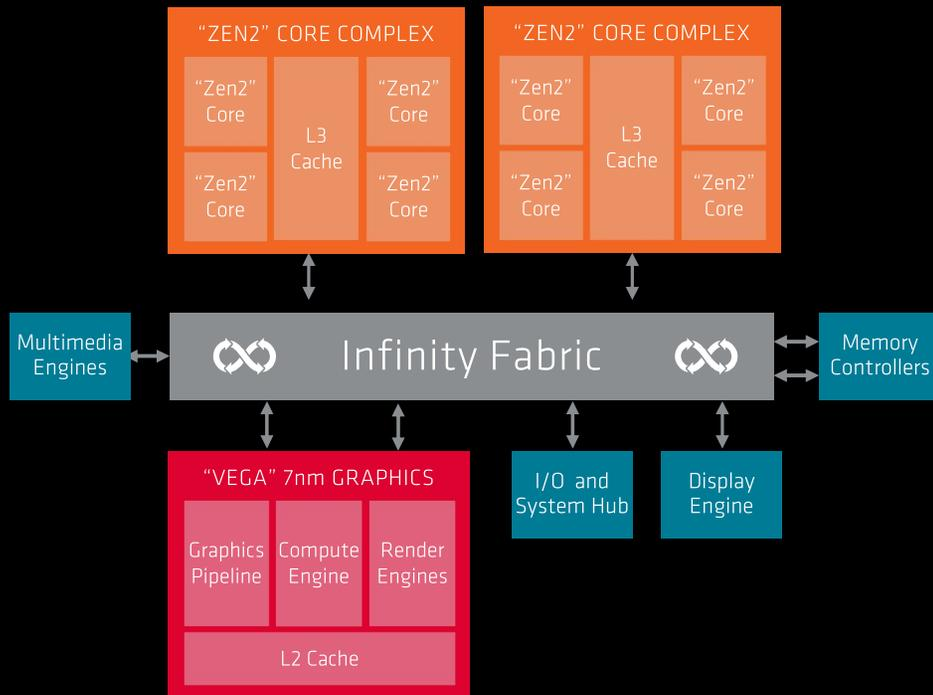 “ZEN2” CORE COMPLEX
“Zen2”
Core
L3
Cache
“Zen2”
Core
“Zen2”
Core
“Zen2”
Core
“ZEN2” CORE COMPLEX
“Zen2”
Core
L3
Cache
“Zen2”
Core
“Zen2”
Core
“Zen2”
Core
Multimedia
Engines
Infinity Fabric
Memory
Controllers
“VEGA” 7nm GRAPHICS
Graphics
Pipeline
Compute
Engine
Render
Engines
L2 Cache
I/O and
System Hub
Display
Engine